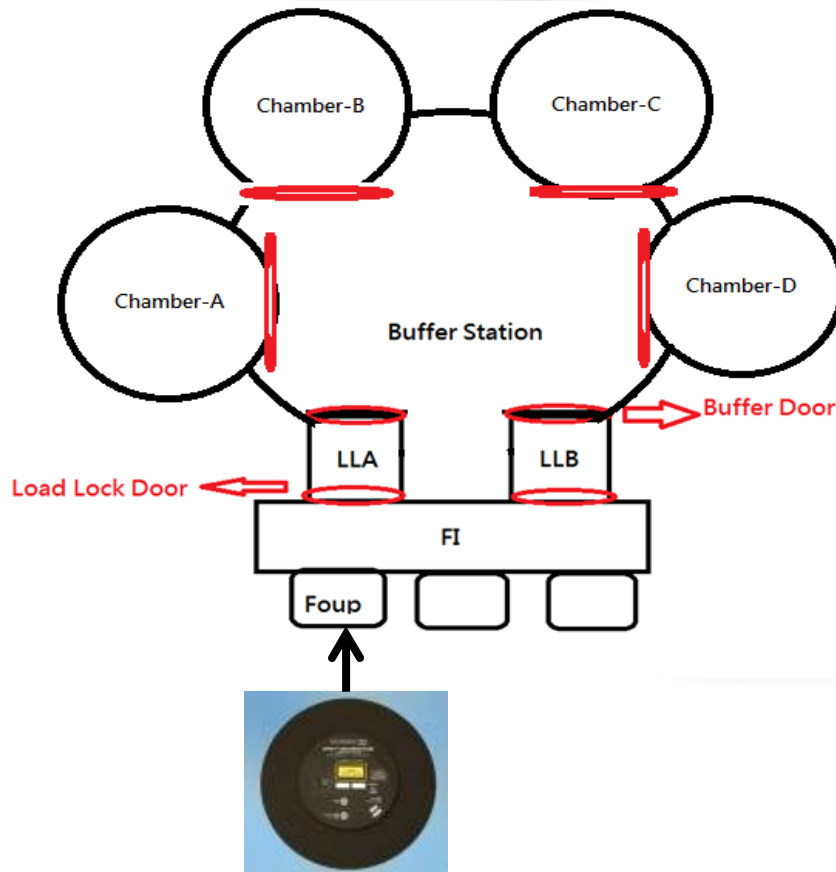 Chamber-B
Chamber-C
Chamber-A
Chamber-D
Buffer Station
Buffer Door
LLA
LLB
Load Lock Door
FI
Foup